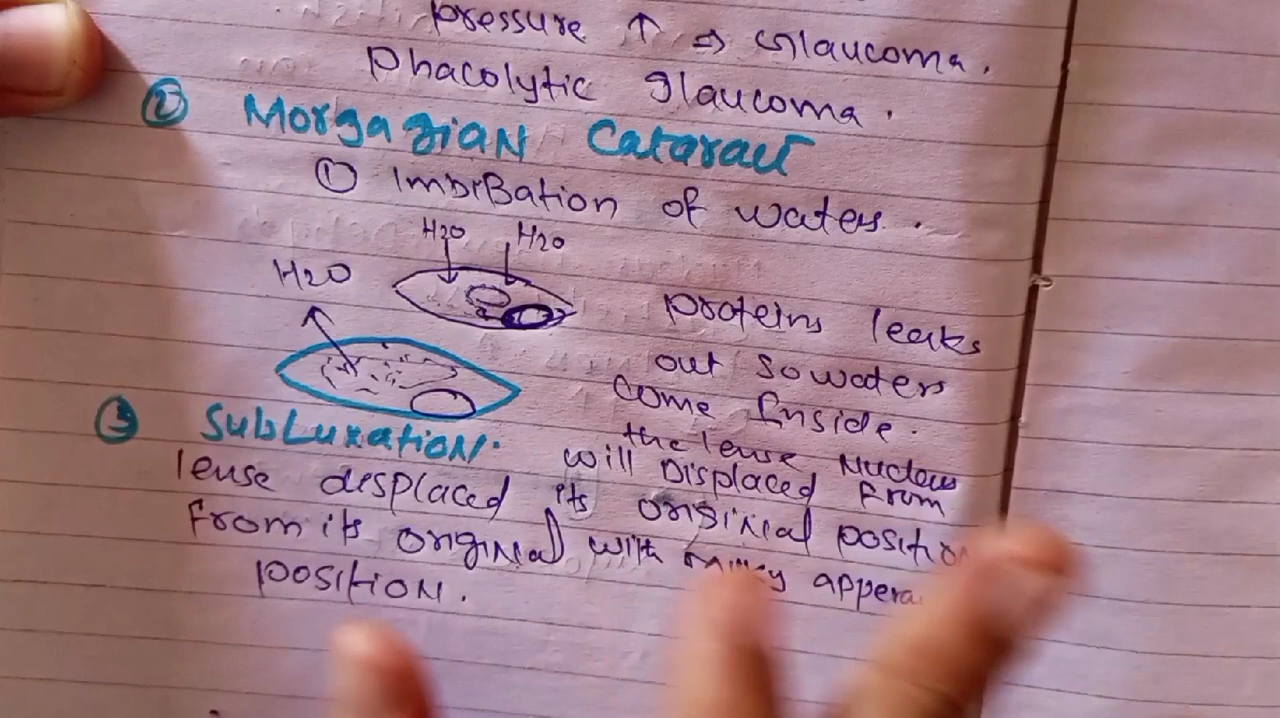 pressure ↑ ⇒ Glaucoma.
Phacolytic glaucoma.
② Morgagian Cataract
① ImbiBation of waters.
H2O H2O
H2O
proteins leaks
out so waters
come Inside.
the lense Nucleus
will Displaced from
its original position
with milky
③ SubLuxation.
lense displaced
from its original
position.